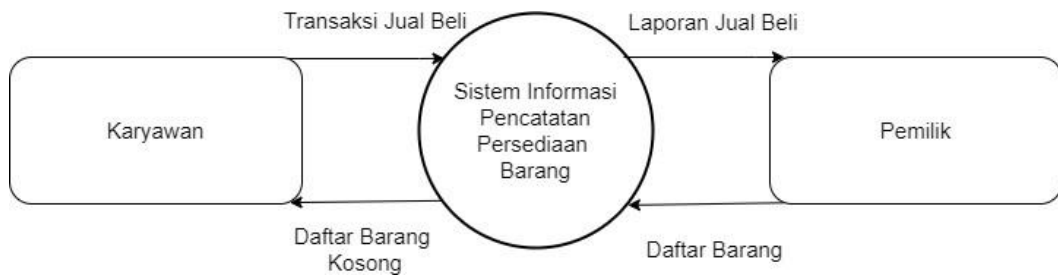 Transaksi Jual Beli
Laporan Jual Beli
Karyawan
Sistem Informasi
Pencatatan
Persediaan
Barang
Pemilik
Daftar Barang
Kosong
Daftar Barang